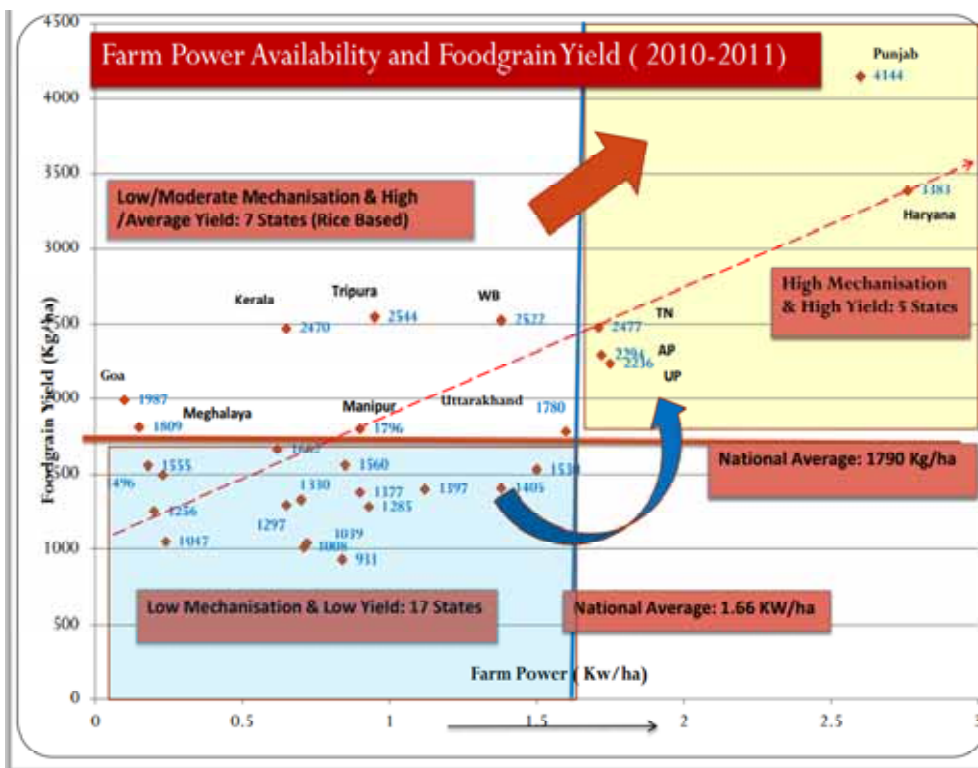 4500
Farm Power Availability and Foodgrain Yield ( 2010-2011)
Punjab
4144
4000
3500
Low/Moderate Mechanisation & High
/Average Yield: 7 States (Rice Based)
3383
Haryana
3000
High Mechanisation
& High Yield: 5 States
Kerala
2470
Tripura
2544
WB
2522
TN
2477
2294
AP
2236
UP
2500
Foodgrain Yield (Kg/ha)
Goa
1987
2000
1809
Meghalaya
Manipur
1796
Uttarakhand
1780
National Average: 1790 Kg/ha
1500
1555
1496
1560
1530
1256
1330
1377
1397
1405
1297
1285
1047
1039
1008
931
1000
Low Mechanisation & Low Yield: 17 States
National Average: 1.66 KW/ha
500
Farm Power ( Kw/ha)
0
0
0.5
1
1.5
2
2.5
3